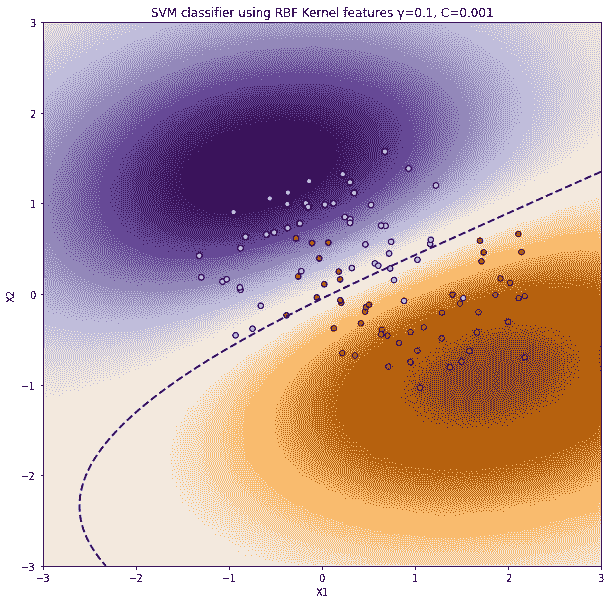 SVM classifier using RBF Kernel features γ=0.1, C=0.001
3
2
1
0
−1
−2
−3
X2
−3 −2 −1 0 1 2 3
X1